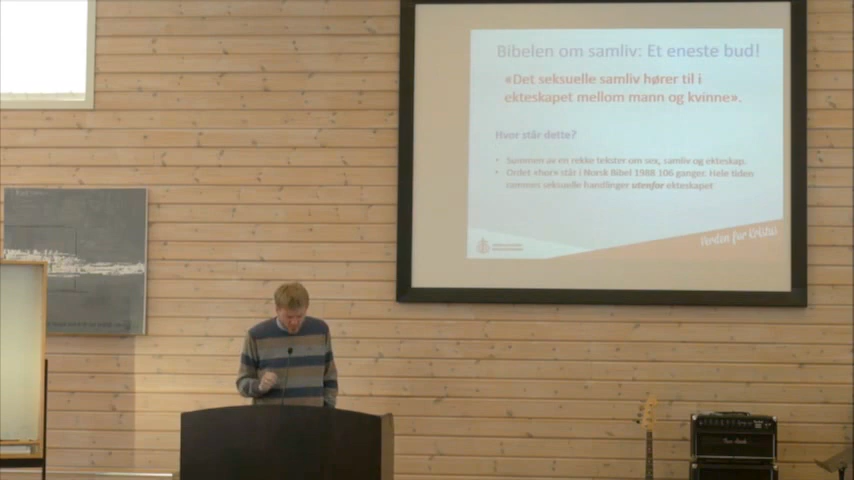 Bibelen om samliv: Et eneste bud!
«Det seksuelle samliv hører til i
ekteskapet mellom mann og kvinne».
Hvor står dette?
• Summen av en rekke tekster om sex, samliv og ekteskap.
• Ordet «hor» står i Norsk Bibel 1988 106 ganger. Hele tiden
seksuelle handlinger utenfor ekteskapet
Verden for Kristus